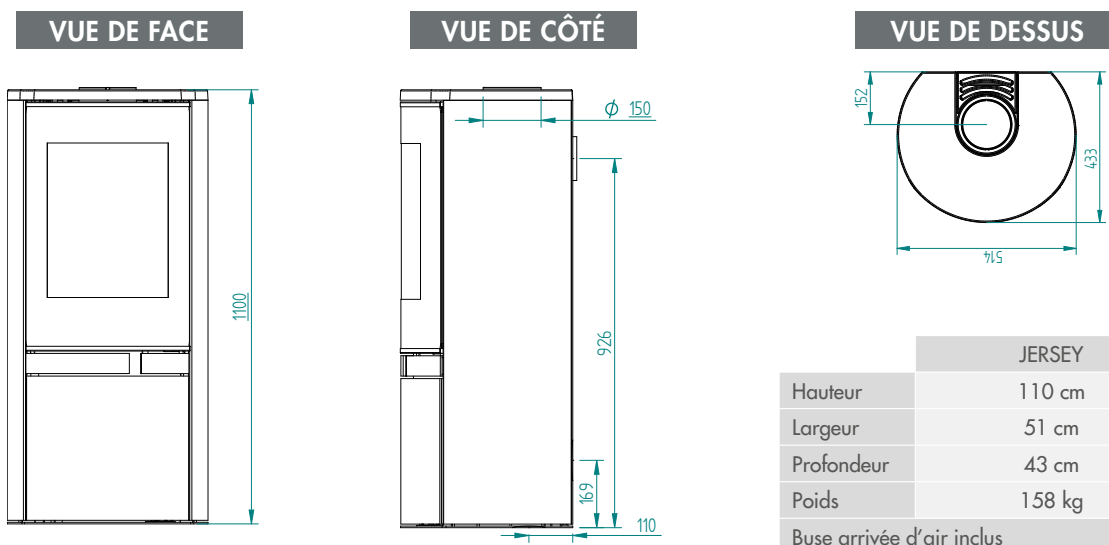 VUE DE FACE
VUE DE CÔTÉ
VUE DE DESSUS
1100
Φ 150
926
169
110
152
433
514
JERSEY
Hauteur 110 cm
Largeur 51 cm
Profondeur 43 cm
Poids 158 kg
Buse arrivée d'air inclus